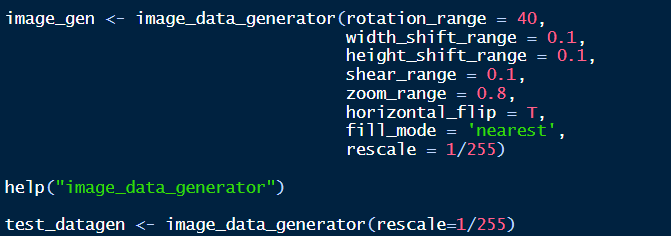 image_gen <- image_data_generator(rotation_range = 40,
width_shift_range = 0.1,
height_shift_range = 0.1,
shear_range = 0.1,
zoom_range = 0.8,
horizontal_flip = T,
fill_mode = 'nearest',
rescale = 1/255)
help("image_data_generator")
test_datagen <- image_data_generator(rescale=1/255)